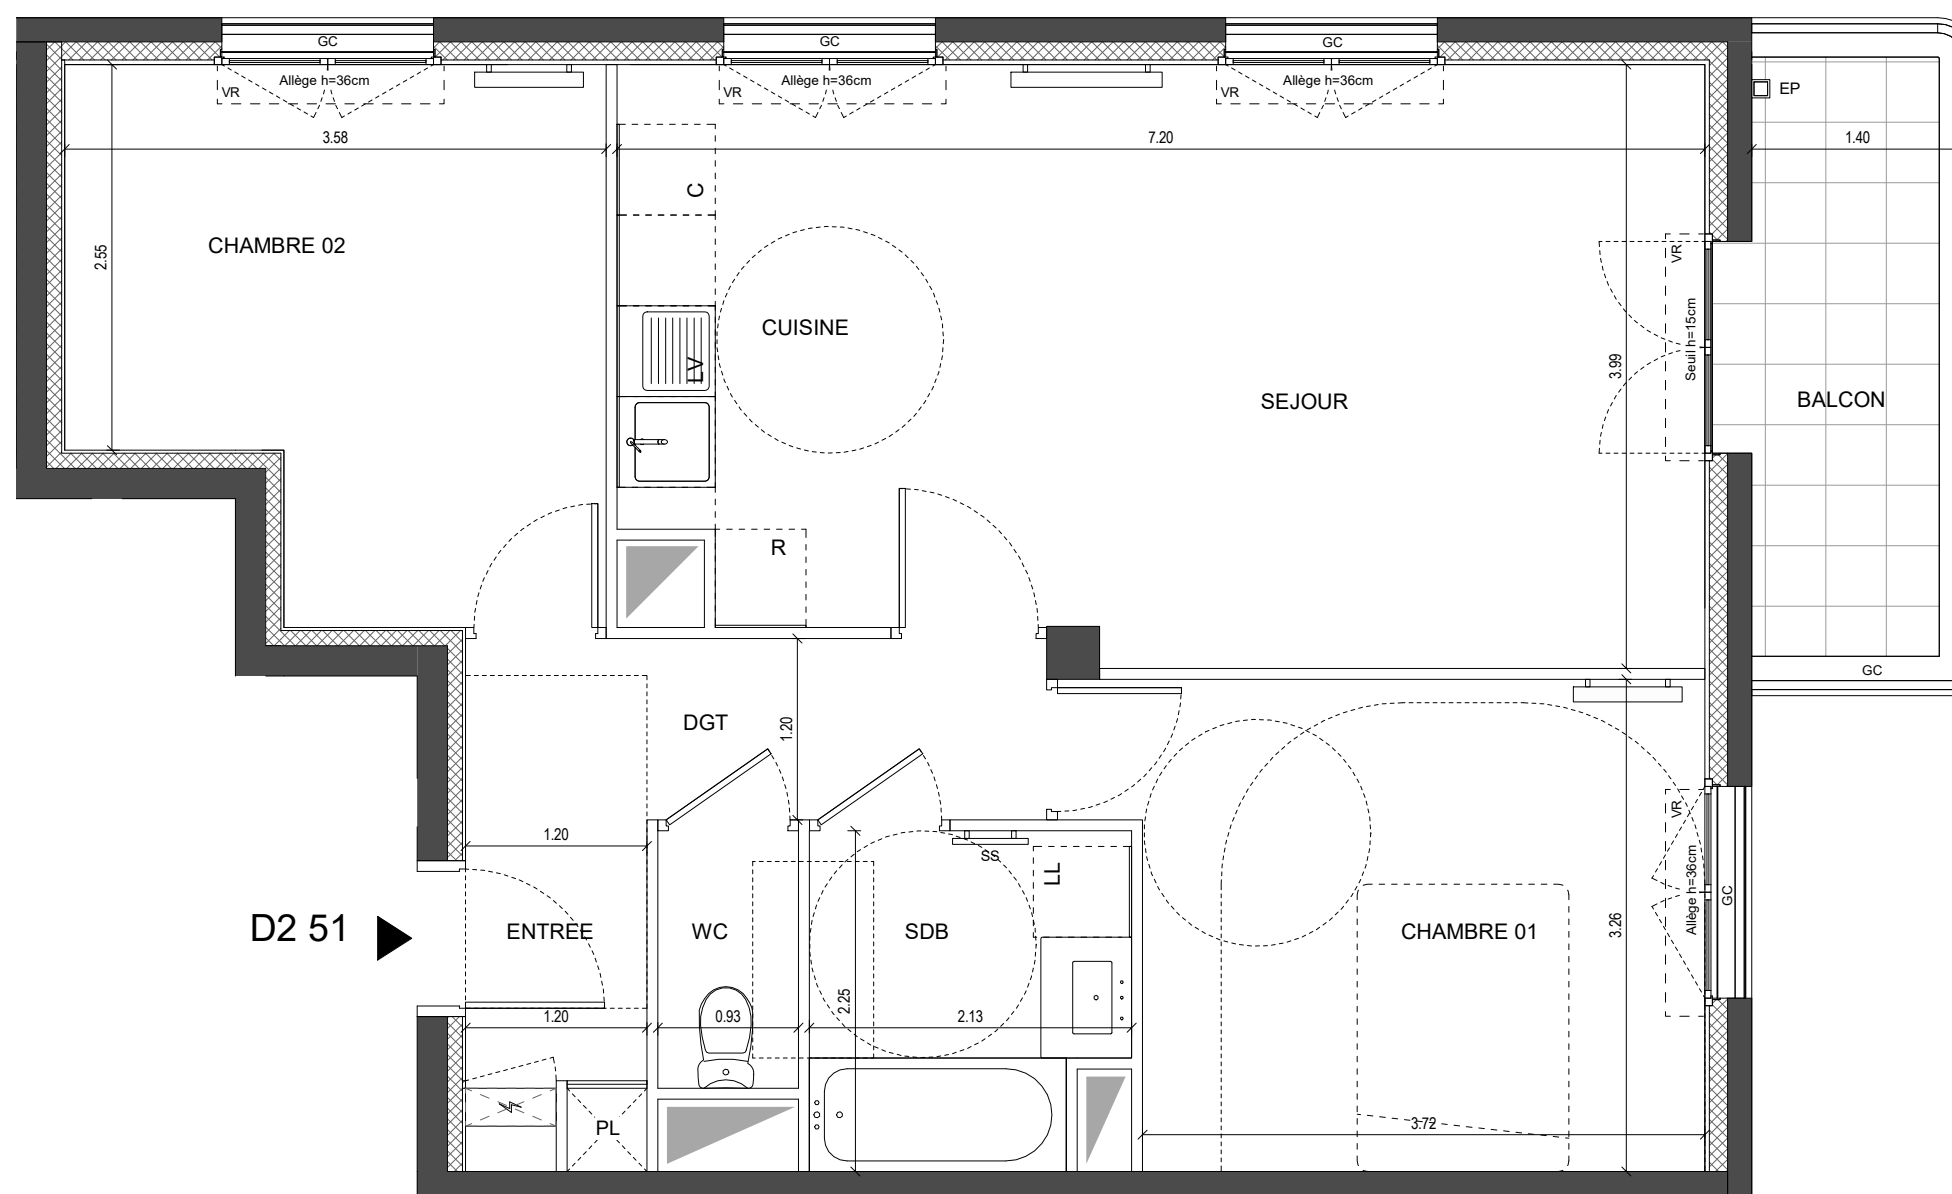 GC
GC
GC
Allège h=36cm
Allège h=36cm
Allège h=36cm
VR
VR
VR
EP
3.58
7.20
1.40
C
CHAMBRE 02
2.55
VR
Seuil h=15cm
CUISINE
LV
3.99
SEJOUR
BALCON
R
GC
DGT
1.20
VR
1.20
SS
LL
Allège h=36cm
GC
D2 51
ENTREE
WC
SDB
CHAMBRE 01
3.26
2.25
1.20
0.93
2.13
PL
3.72